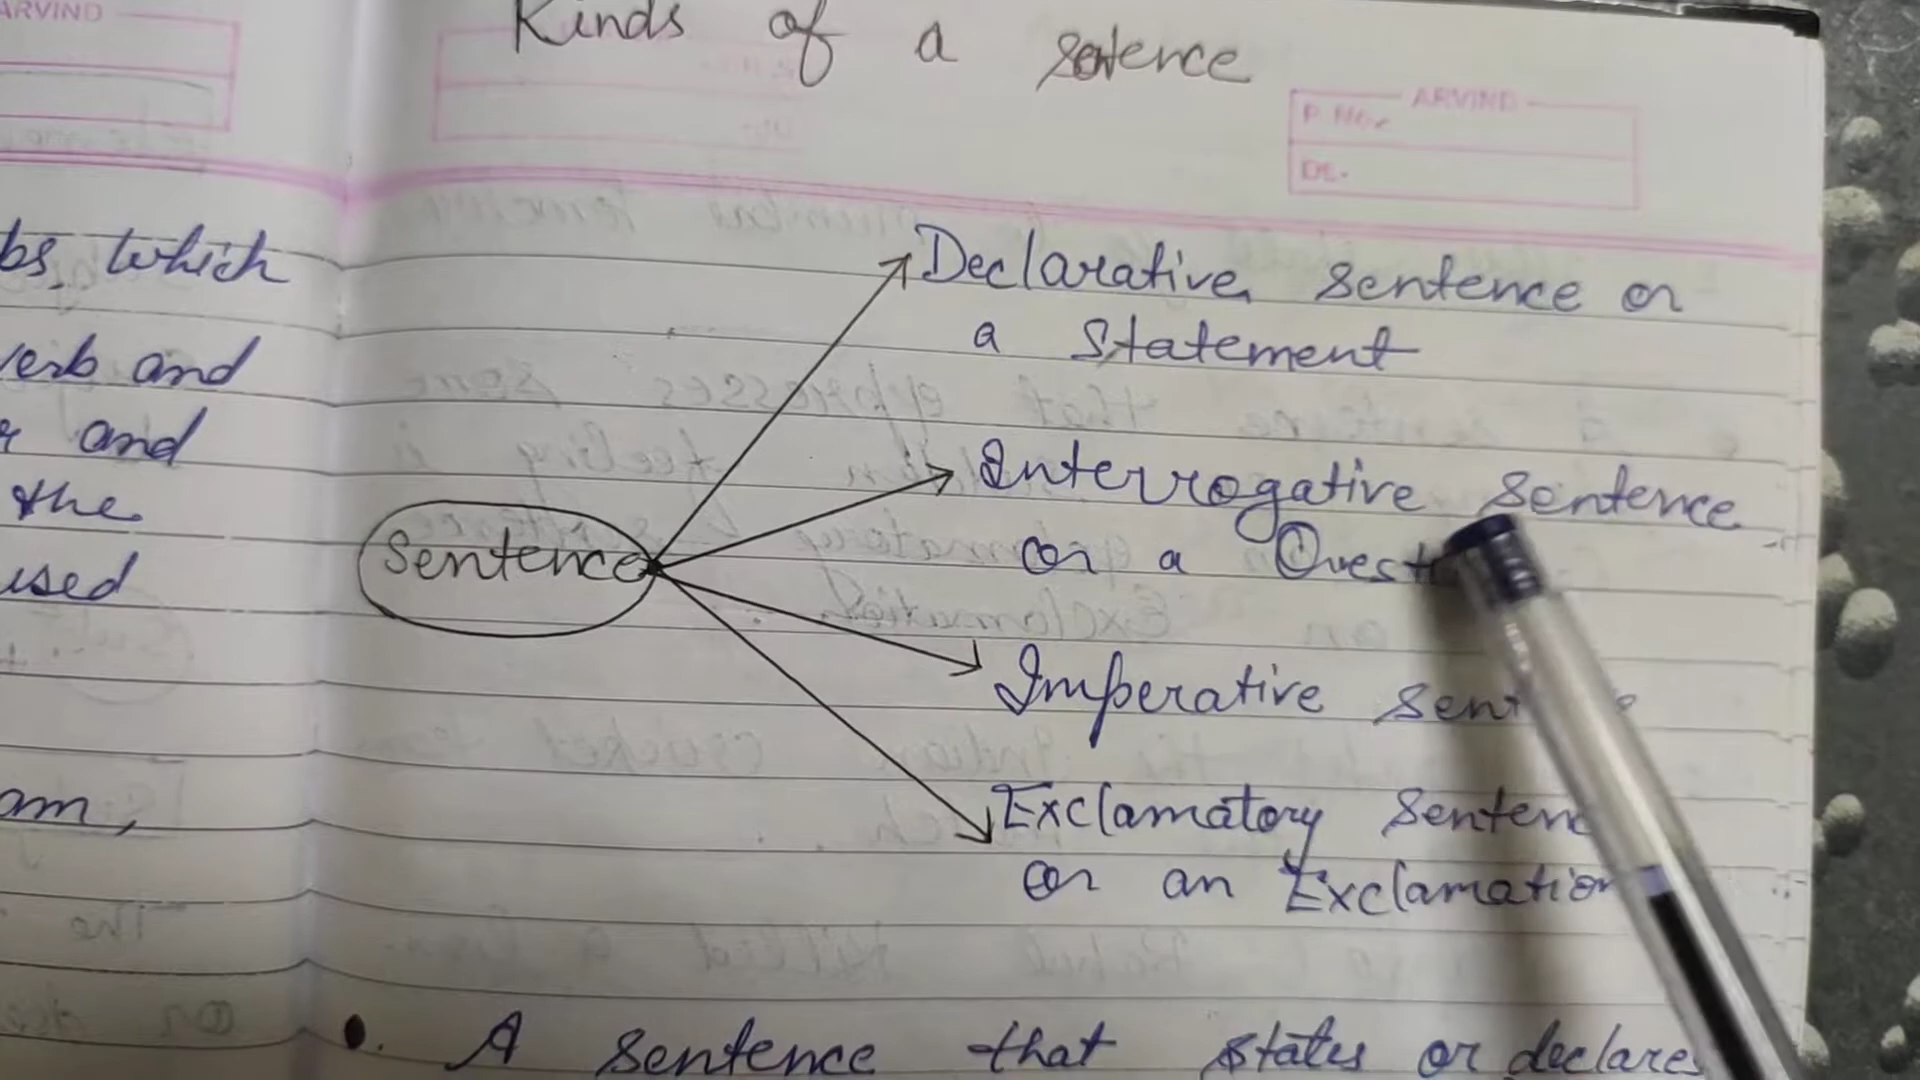 ARVIND
Kinds of a sentence
ARVIND
P. No.
Dt.
bs, which
verb and
r and
the
used
am,
Declarative sentence or
a statement
Interrogative sentence
or a Quest
Sentence
Imperative sen
Exclamatory Senten
or an Exclamation
• A sentence that states or declares